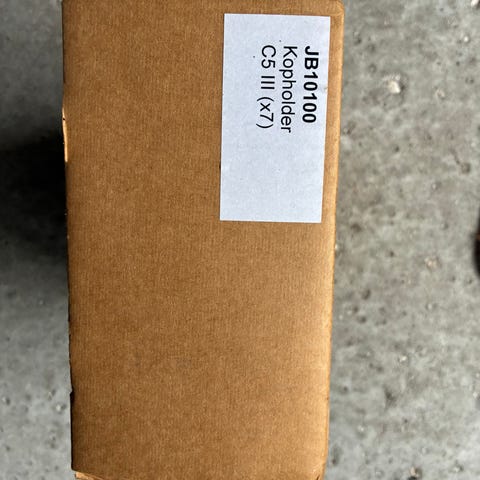 JB10100
Kopholder
C5 III (x7)